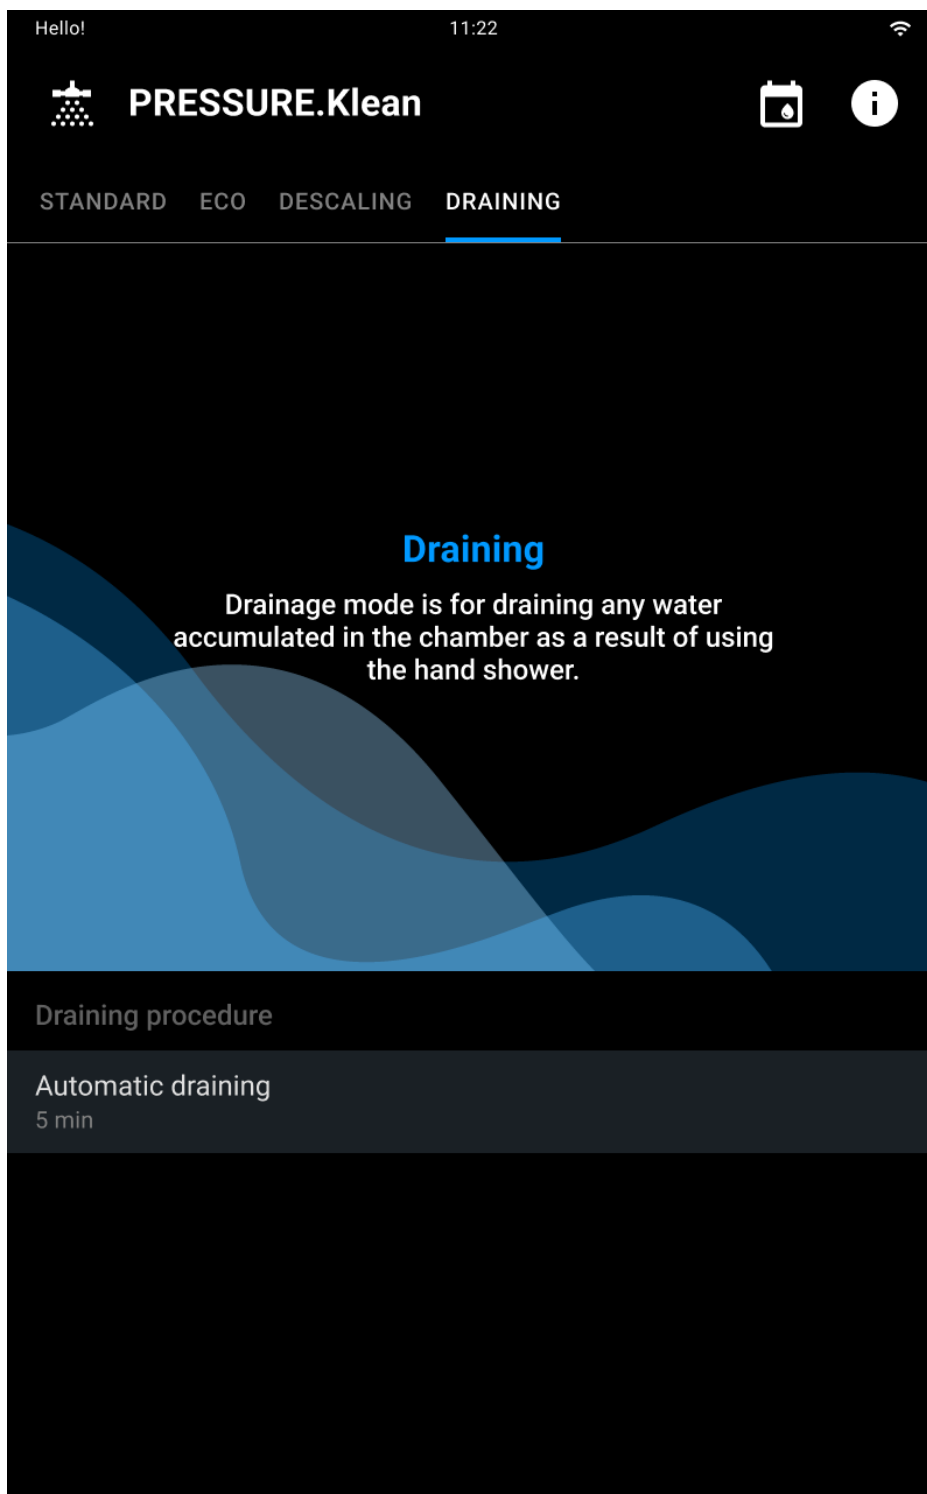 Hello!
11:22
PRESSURE.Klean
STANDARD ECO DESCALING DRAINING
Draining
Drainage mode is for draining any water
accumulated in the chamber as a result of using
the hand shower.
Draining procedure
Automatic draining
5 min